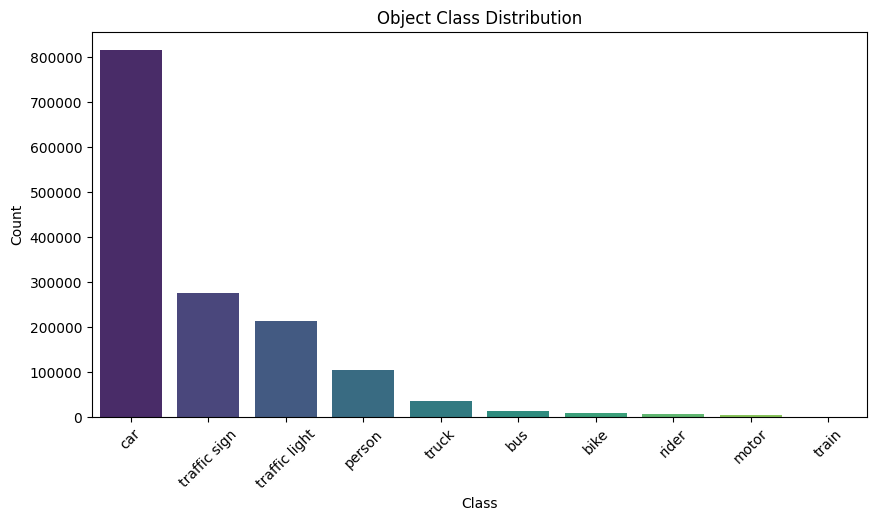 Object Class Distribution
Count
800000
700000
600000
500000
400000
300000
200000
100000
0
car
traffic sign
traffic light
person
truck
bus
bike
rider
motor
train
Class